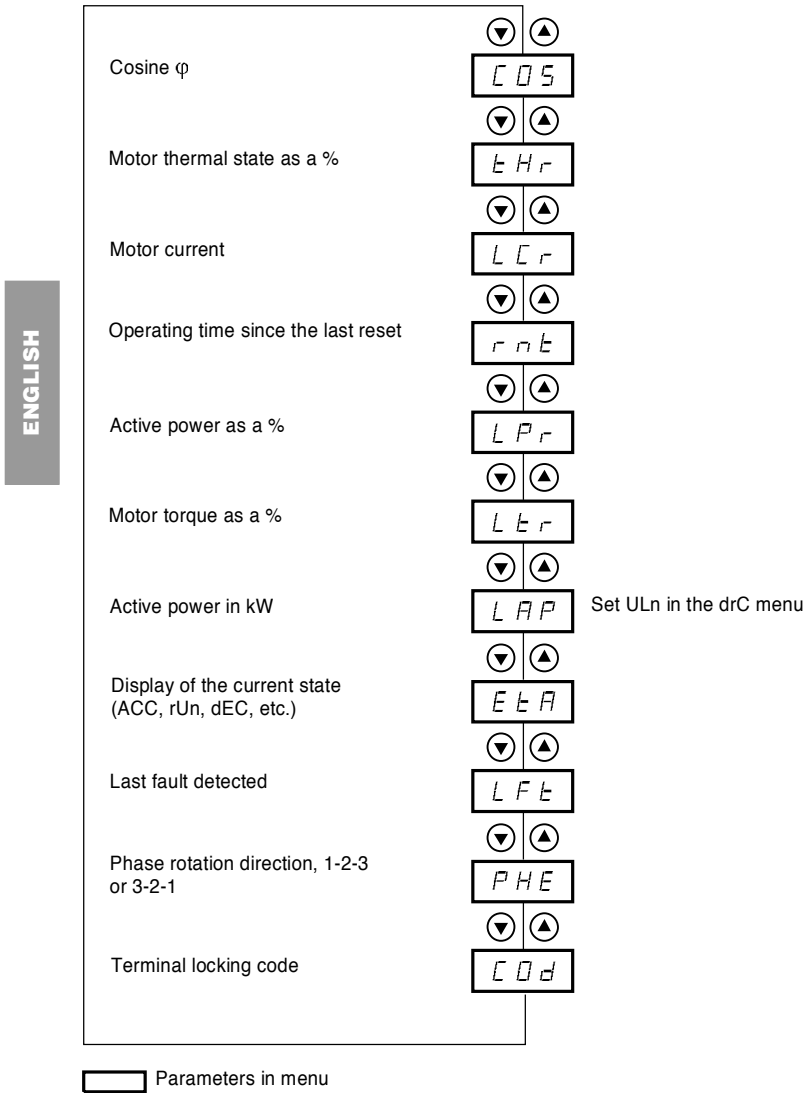 Cosine φ
COS
Motor thermal state as a %
tHr
Motor current
LCr
ENGLISH
Operating time since the last reset
rnt
Active power as a %
LPr
Motor torque as a %
Ltr
Active power in kW
LAP
Set ULn in the drC menu
Display of the current state
(ACC, rUn, dEC, etc.)
EtA
Last fault detected
LFt
Phase rotation direction, 1-2-3
or 3-2-1
PHE
Terminal locking code
COd
Parameters in menu